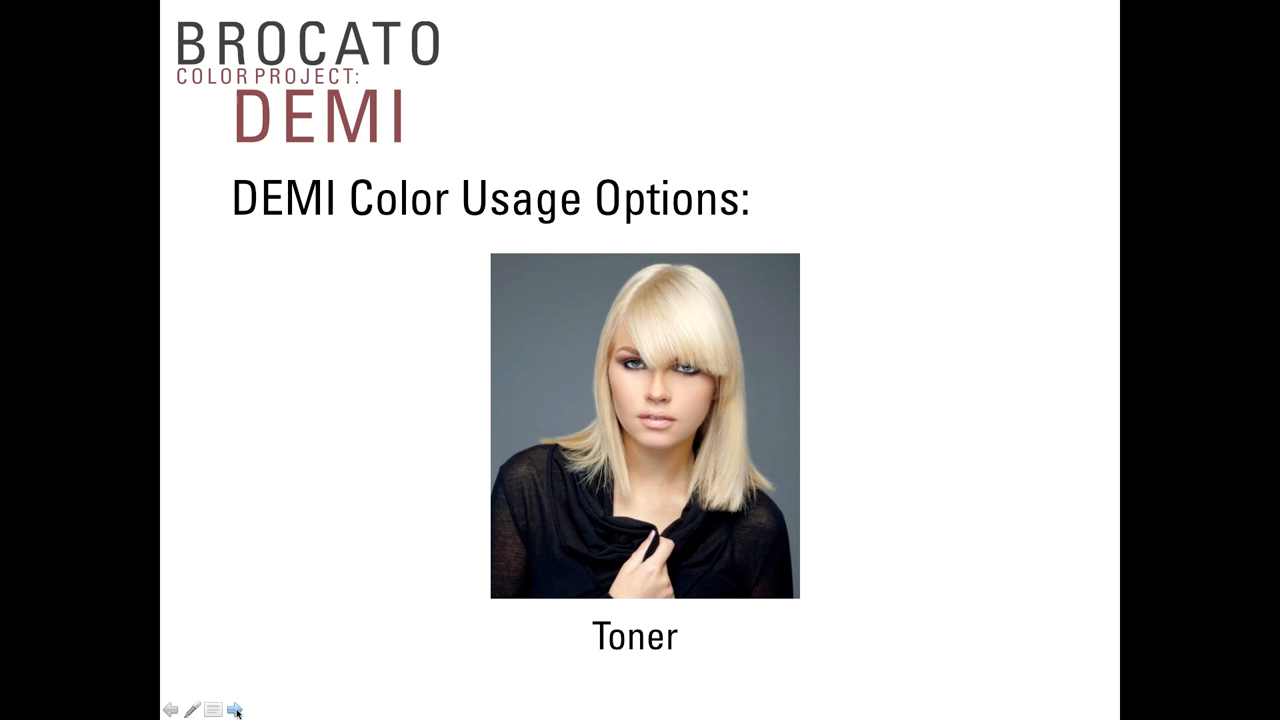 BROCATO
COLOR PROJECT:
DEMI
DEMI Color Usage Options:
Toner